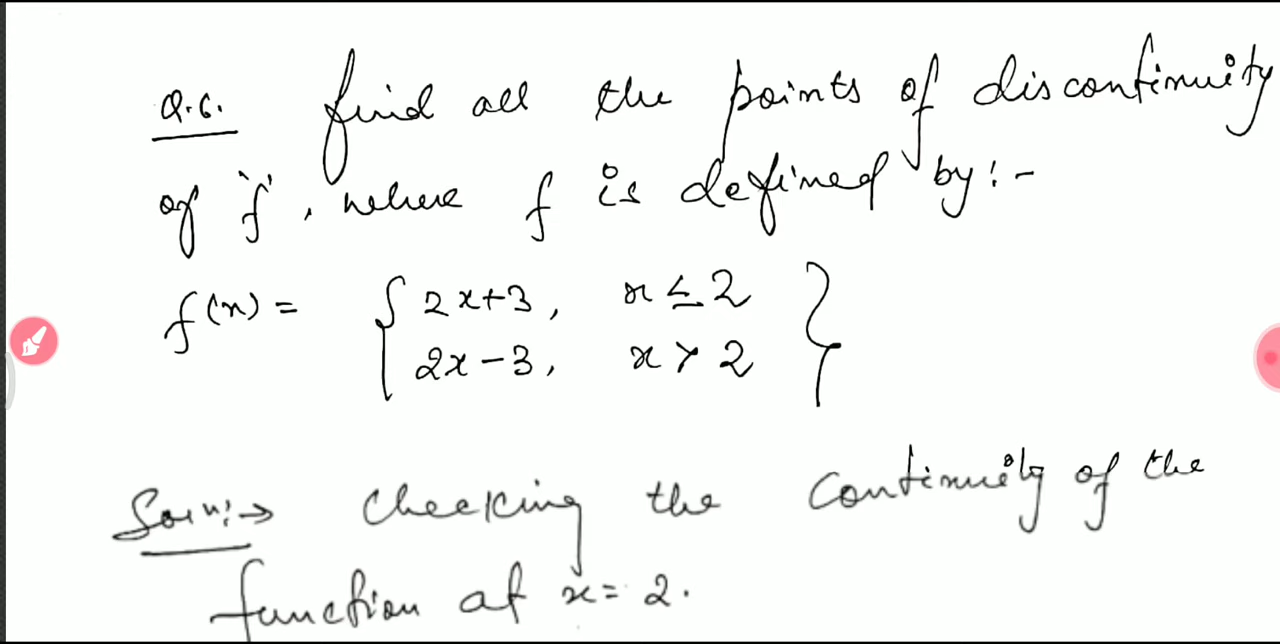 Q.6. find all the points of discontinuity
of 'f', where f is defined by:-
f(x) = { 2x+3, x ≤ 2
2x-3, x > 2 }
Soln:→ Checking the continuity of the
function at x = 2.